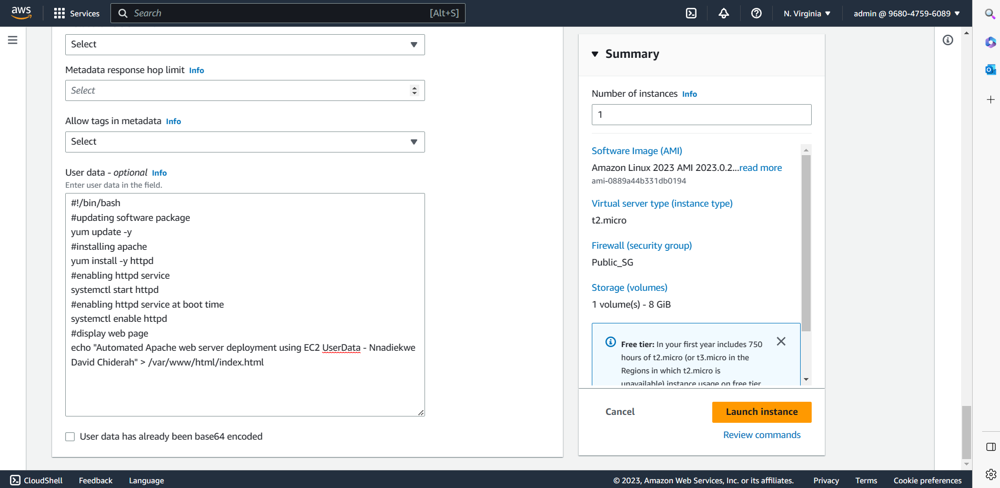 aws
Services
Search
[Alt+S]
N. Virginia
admin @ 9680-4759-6089
Select
Metadata response hop limit Info
Select
Allow tags in metadata Info
Select
User data - optional Info
Enter user data in the field.
#!/bin/bash
#updating software package
yum update -y
#installing apache
yum install -y httpd
#enabling httpd service
systemctl start httpd
#enabling httpd service at boot time
systemctl enable httpd
#display web page
echo "Automated Apache web server deployment using EC2 UserData - Nnadiekwe
David Chiderah" > /var/www/html/index.html
User data has already been base64 encoded
Summary
Number of instances Info
1
Software Image (AMI)
Amazon Linux 2023 AMI 2023.0.2...read more
ami-0889a44b331db0194
Virtual server type (instance type)
t2.micro
Firewall (security group)
Public_SG
Storage (volumes)
1 volume(s) - 8 GiB
Free tier: In your first year includes 750
hours of t2.micro (or t3.micro in the
Regions in which t2.micro is
unavailable) instance usage on free tier
Cancel
Launch instance
Review commands
CloudShell
Feedback
Language
© 2023, Amazon Web Services, Inc. or its affiliates.
Privacy
Terms
Cookie preferences